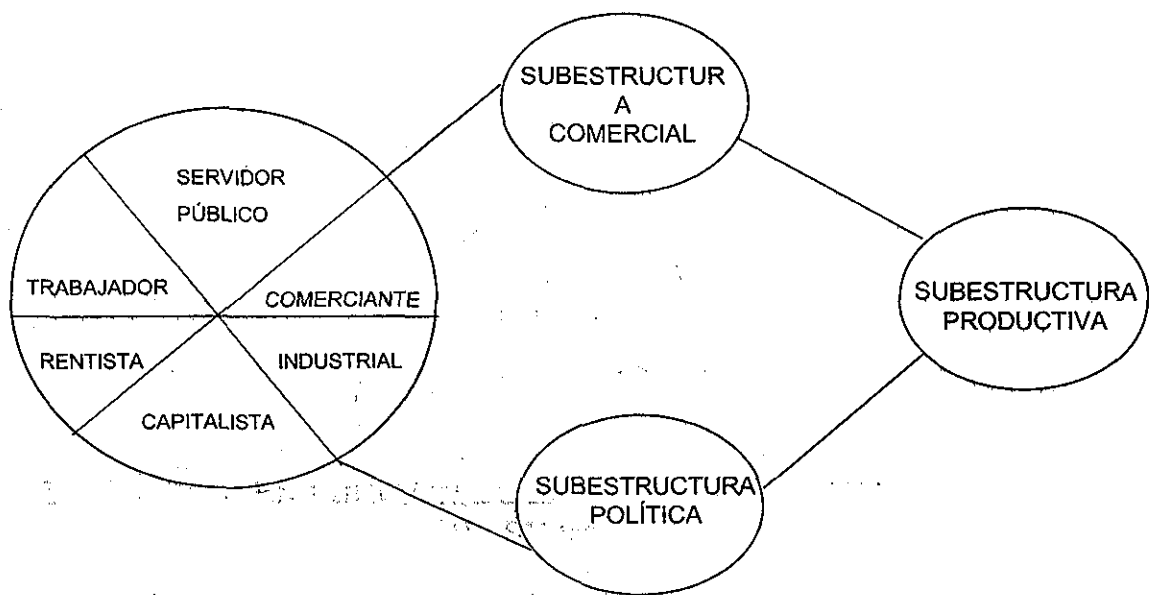 SUBESTRUCTUR
A
COMERCIAL
SERVIDOR
PÚBLICO
TRABAJADOR
COMERCIANTE
RENTISTA
INDUSTRIAL
CAPITALISTA
SUBESTRUCTURA
PRODUCTIVA
SUBESTRUCTURA
POLÍTICA